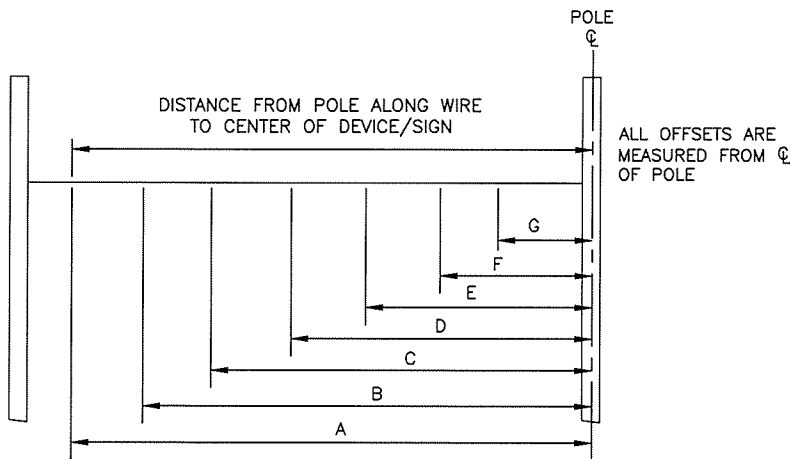 POLE
℄
DISTANCE FROM POLE ALONG WIRE
TO CENTER OF DEVICE/SIGN
ALL OFFSETS ARE
MEASURED FROM ℄
OF POLE
G
F
E
D
C
B
A